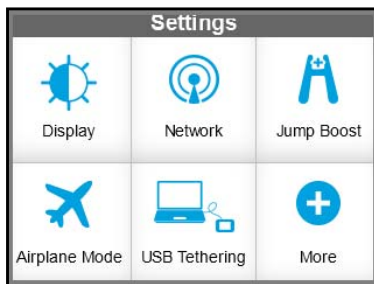 Settings
Display Network Jump Boost
Airplane Mode USB Tethering More